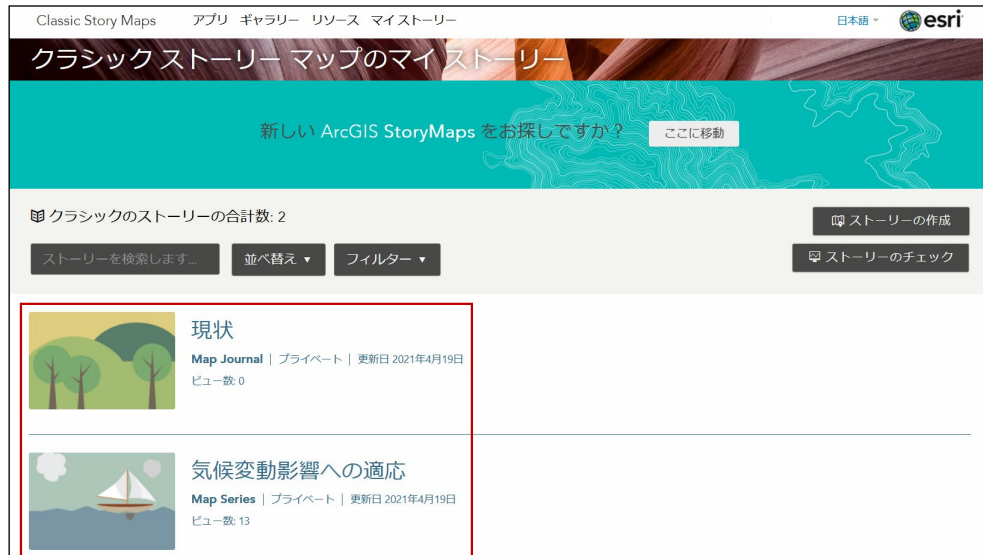 Classic Story Maps アプリ ギャラリー リソース マイストーリー 日本語 esri
クラシック ストーリー マップのマイ ストーリー
新しい ArcGIS StoryMaps をお探しですか？ ここに移動
クラシックのストーリーの合計数: 2
ストーリーの作成
ストーリーを検索します... 並べ替え フィルター
ストーリーのチェック
現状
Map Journal | プライベート | 更新日 2021年4月19日
ビュー数: 0
気候変動影響への適応
Map Series | プライベート | 更新日 2021年4月19日
ビュー数: 13